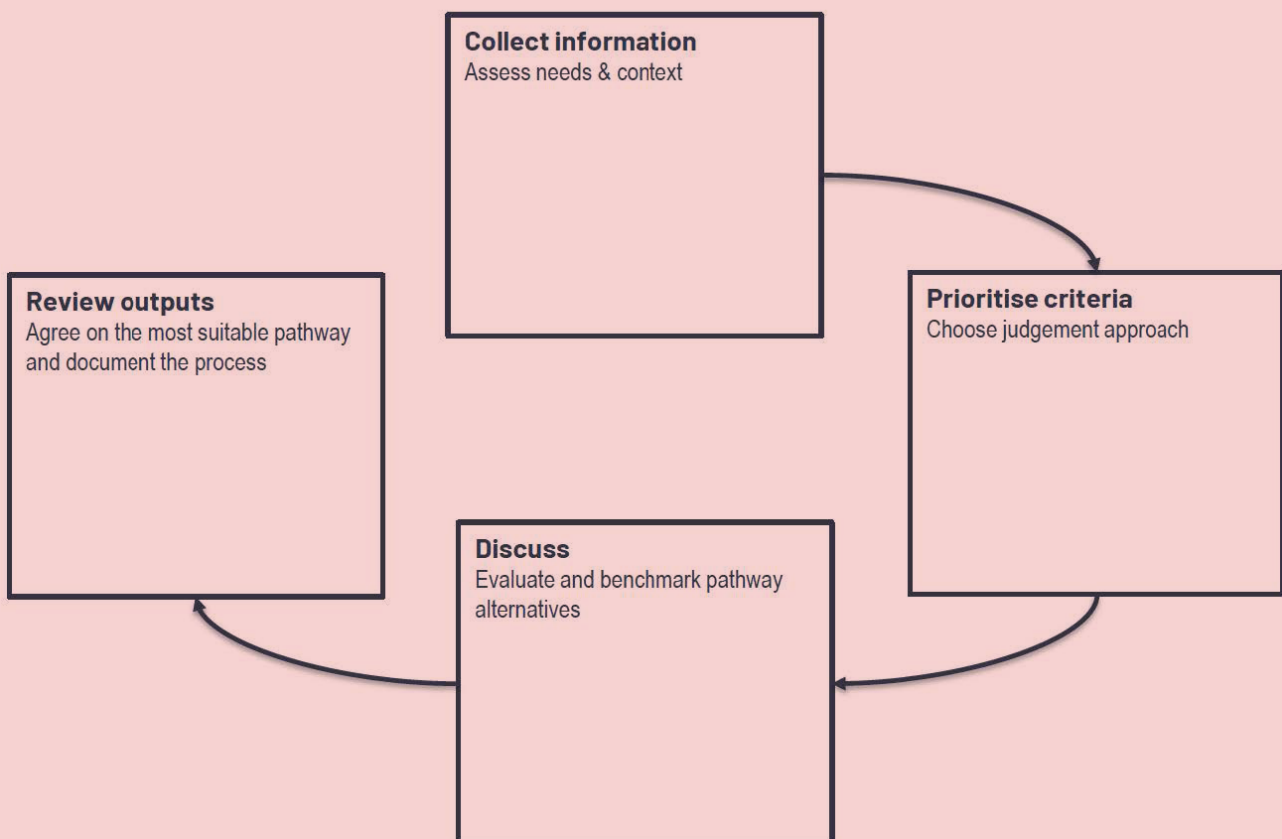 Collect information
Assess needs & context
Prioritise criteria
Choose judgement approach
Discuss
Evaluate and benchmark pathway
alternatives
Review outputs
Agree on the most suitable pathway
and document the process